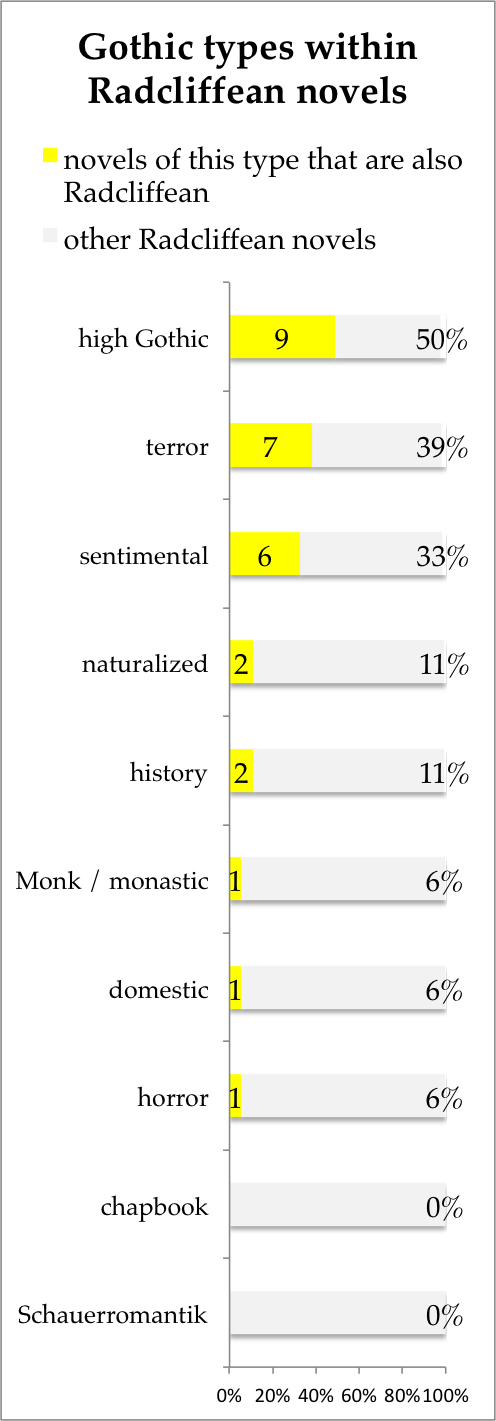 Gothic types within
Radcliffean novels
novels of this type that are also
Radcliffean
other Radcliffean novels
high Gothic 9 50%
terror 7 39%
sentimental 6 33%
naturalized 2 11%
history 2 11%
Monk / monastic 1 6%
domestic 1 6%
horror 1 6%
chapbook 0%
Schauerromantik 0%
0% 20% 40% 60% 80% 100%